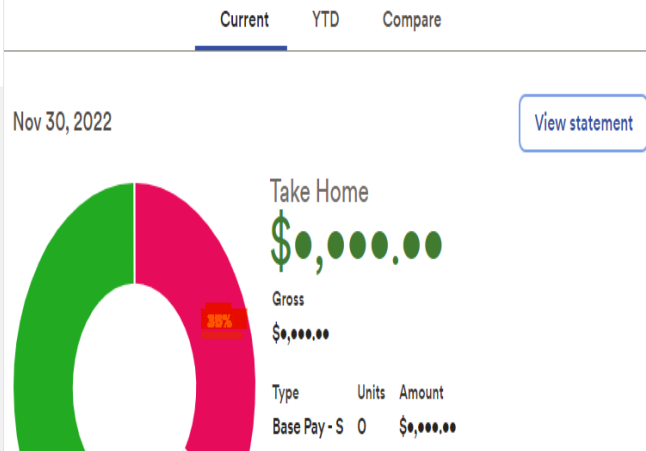 Current YTD Compare
Nov 30, 2022
View statement
Take Home
$•,•••.••
Gross
$•,•••.••
35%
Type Units Amount
Base Pay - S 0 $•,•••.••